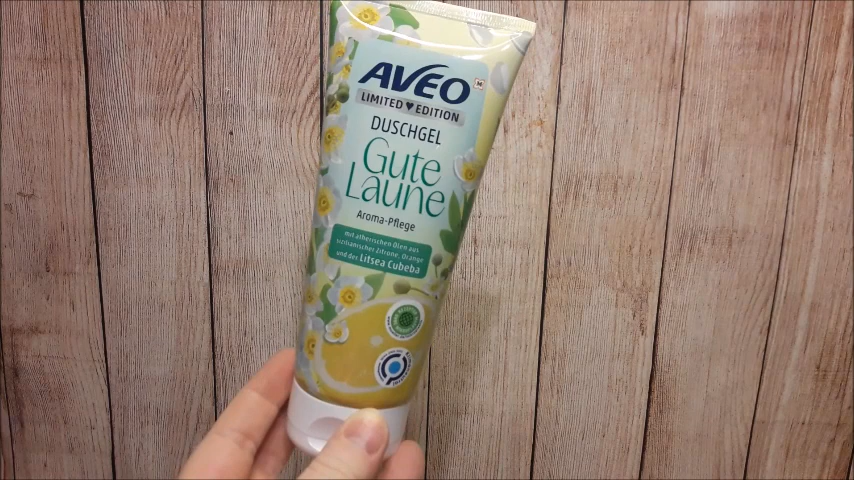 AVEO
M
LIMITED♥EDITION
DUSCHGEL
Gute
Laune
Aroma-Pflege
mit ätherischen Ölen aus
sizilianischer Zitrone, Orange
und der Litsea Cubeba